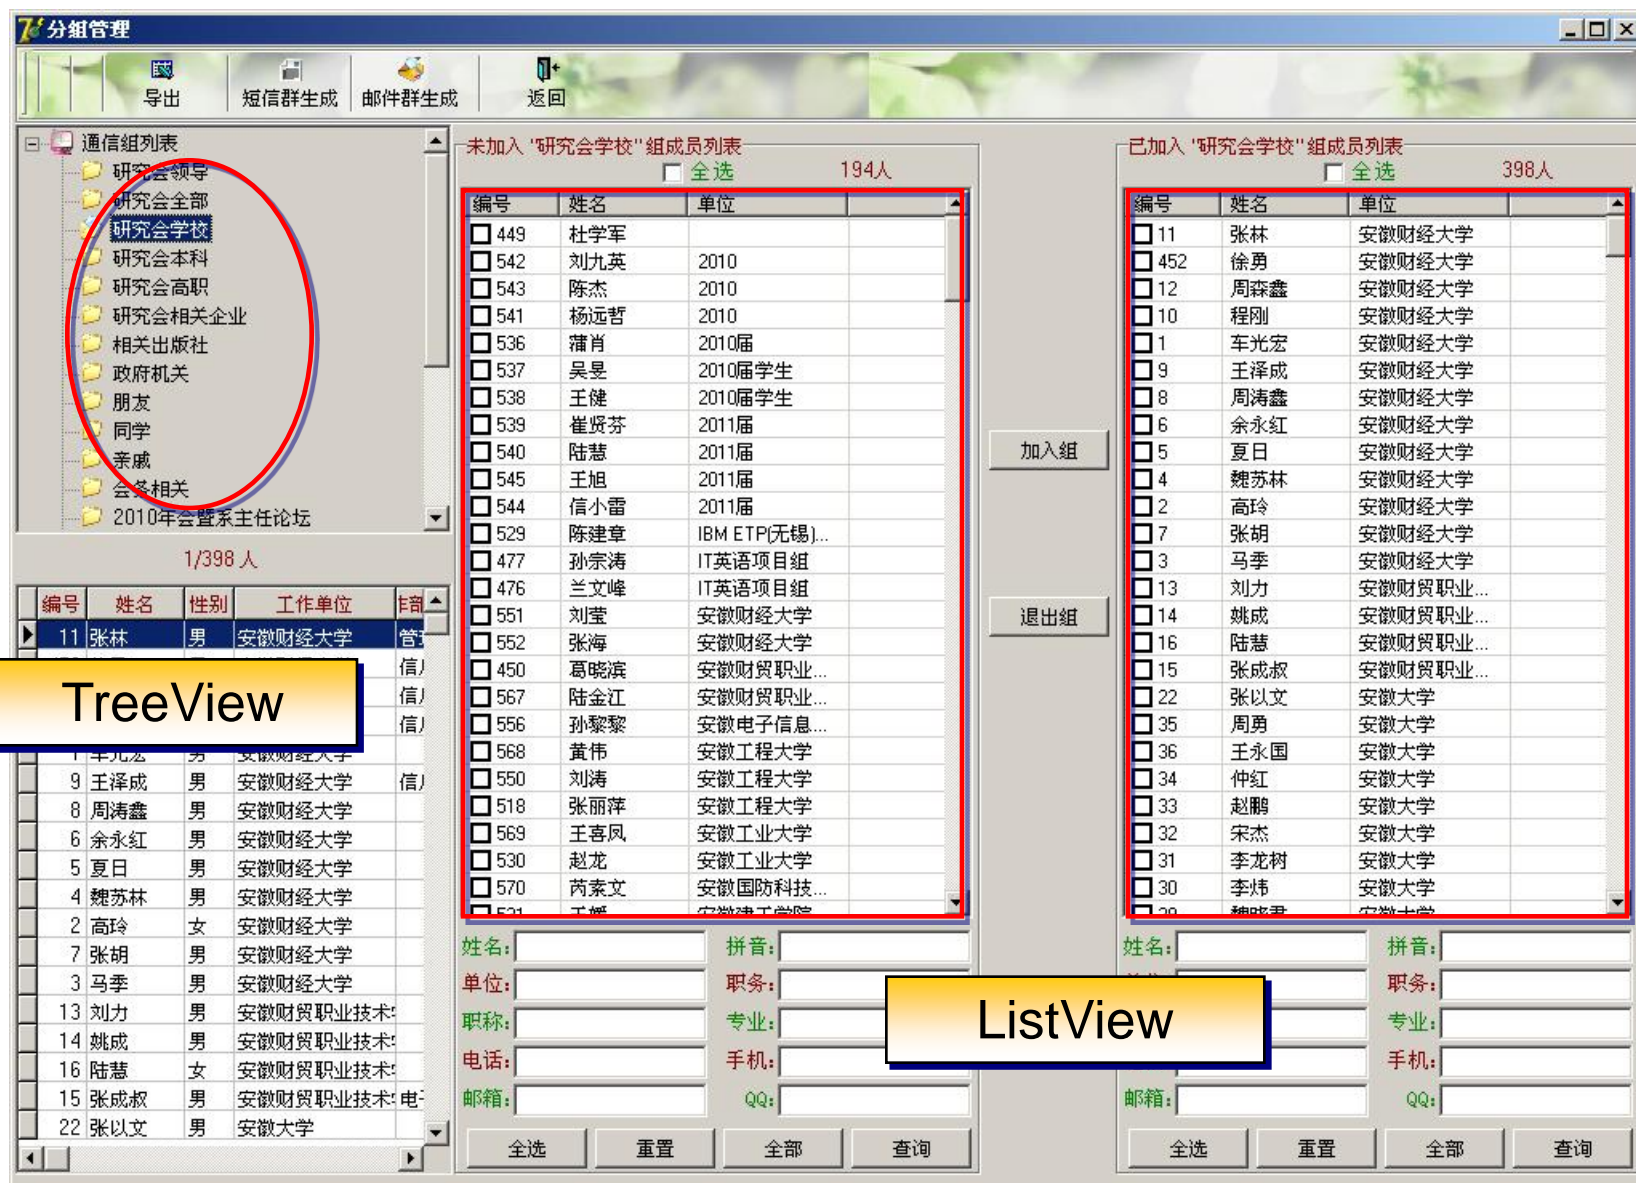 分组管理
导出 短信群生成 邮件群生成 返回
通信组列表
研究会领导
研究会全部
研究会学校
研究会本科
研究会高职
研究会相关企业
相关出版社
政府机关
朋友
同学
亲戚
会务相关
2010年会暨系主任论坛
1/398 人
编号 姓名 性别 工作单位
11 张林 男 安徽财经大学
TreeView
9 王泽成 男 安徽财经大学
8 周涛鑫 男 安徽财经大学
6 余永红 男 安徽财经大学
5 夏日 男 安徽财经大学
4 魏苏林 男 安徽财经大学
2 高玲 女 安徽财经大学
7 张胡 男 安徽财经大学
3 马季 男 安徽财经大学
13 刘力 男 安徽财贸职业技术
14 姚成 男 安徽财贸职业技术
16 陆慧 女 安徽财贸职业技术
15 张成叔 男 安徽财贸职业技术 电
22 张以文 男 安徽大学
未加入 "研究会学校"组成员列表
全选 194人
编号 姓名 单位
449 杜学军
542 刘九英 2010
543 陈杰 2010
541 杨远哲 2010
536 蒲肖 2010届
537 吴昱 2010届学生
538 王健 2010届学生
539 崔贤芬 2011届
540 陆慧 2011届
545 王旭 2011届
544 信小雷 2011届
529 陈建章 IBM ETP(无锡)...
477 孙宗涛 IT英语项目组
476 兰文峰 IT英语项目组
551 刘莹 安徽财经大学
552 张海 安徽财经大学
450 葛晓滨 安徽财贸职业...
567 陆金江 安徽财贸职业...
556 孙黎黎 安徽电子信息...
568 黄伟 安徽工程大学
550 刘涛 安徽工程大学
518 张丽萍 安徽工程大学
569 王喜凤 安徽工业大学
530 赵龙 安徽工业大学
570 芮素文 安徽国防科技...
姓名: 拼音:
单位: 职务:
职称: 专业:
电话: 手机:
邮箱: QQ:
全选 重置 全部 查询
加入组
退出组
ListView
已加入 "研究会学校"组成员列表
全选 398人
编号 姓名 单位
11 张林 安徽财经大学
452 徐勇 安徽财经大学
12 周森鑫 安徽财经大学
10 程刚 安徽财经大学
1 车光宏 安徽财经大学
9 王泽成 安徽财经大学
8 周涛鑫 安徽财经大学
6 余永红 安徽财经大学
5 夏日 安徽财经大学
4 魏苏林 安徽财经大学
2 高玲 安徽财经大学
7 张胡 安徽财经大学
3 马季 安徽财经大学
13 刘力 安徽财贸职业...
14 姚成 安徽财贸职业...
16 陆慧 安徽财贸职业...
15 张成叔 安徽财贸职业...
22 张以文 安徽大学
35 周勇 安徽大学
36 王永国 安徽大学
34 仲红 安徽大学
33 赵鹏 安徽大学
32 宋杰 安徽大学
31 李龙树 安徽大学
30 李炜 安徽大学
姓名: 拼音:
职务:
专业:
手机:
邮箱: QQ:
全选 重置 全部 查询